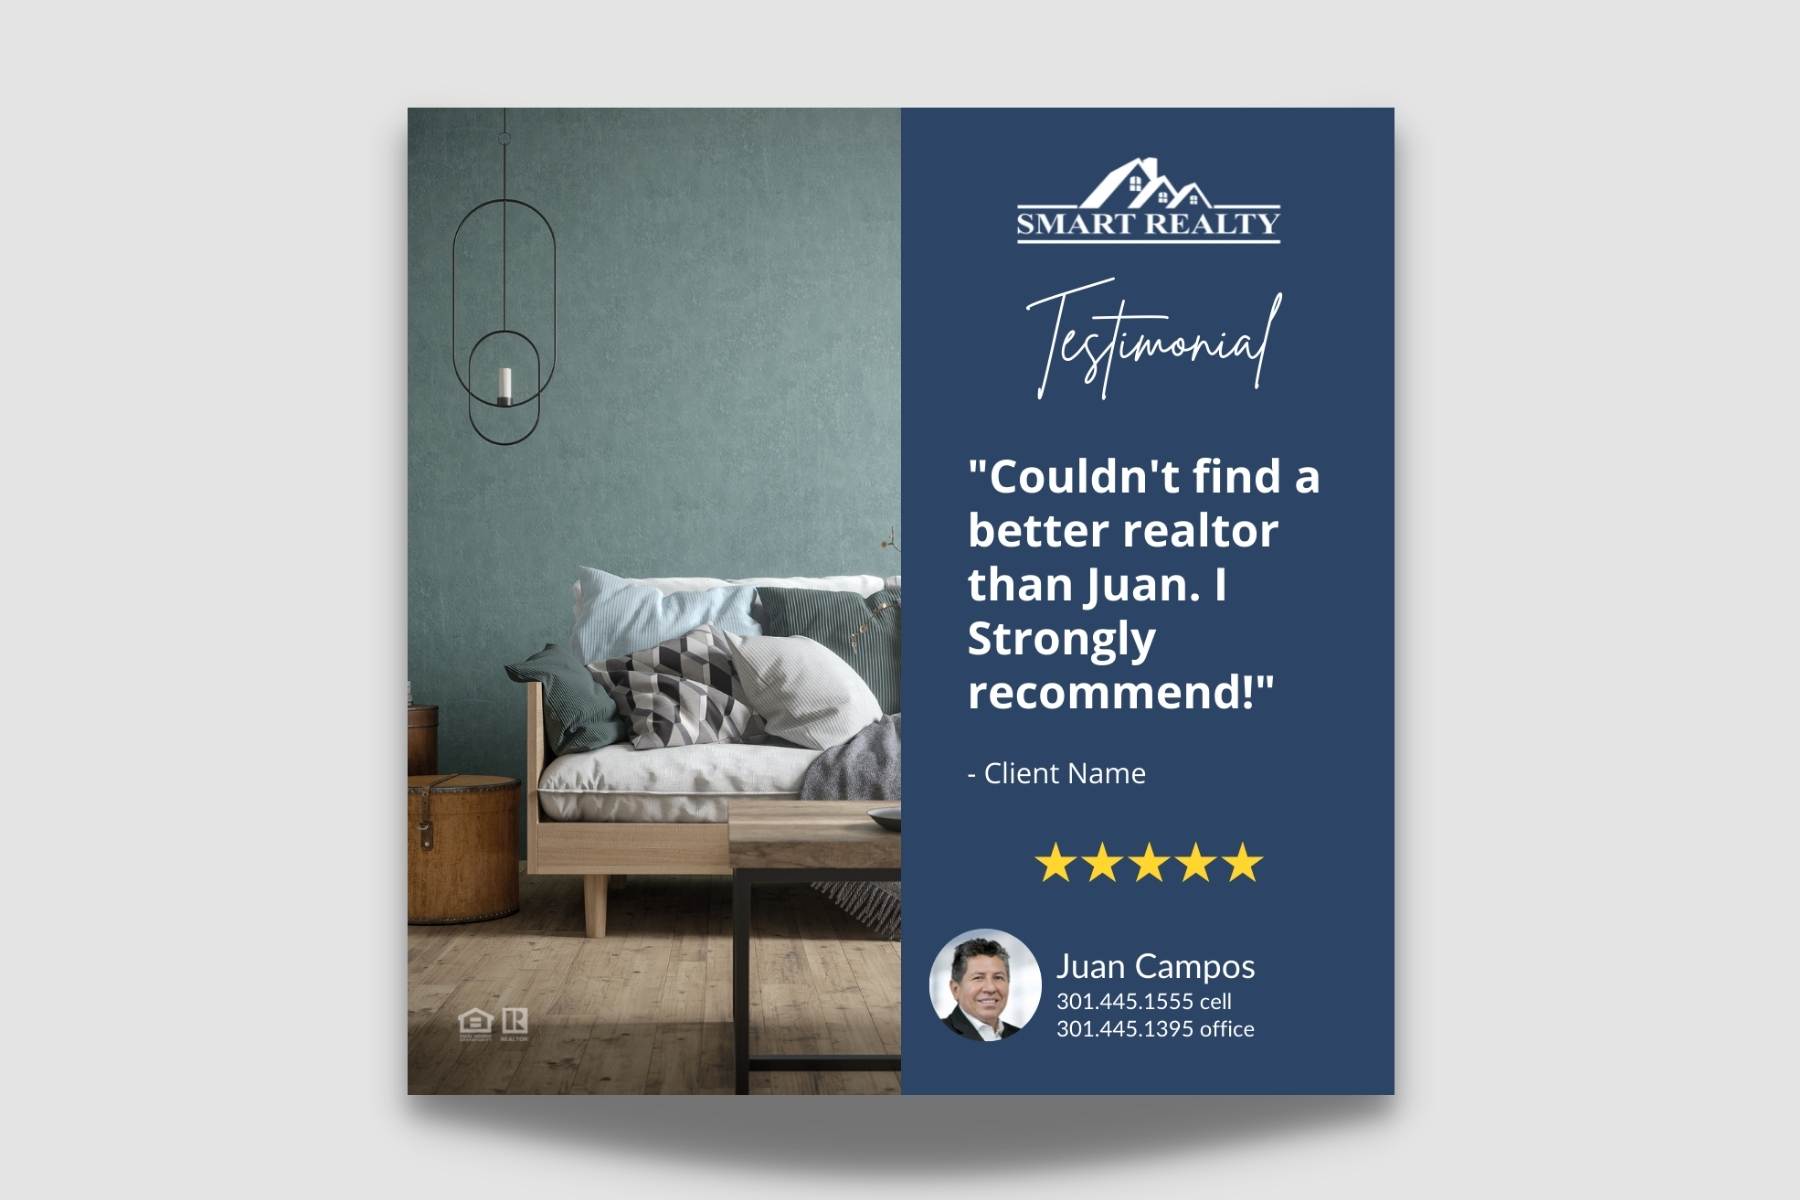 SMART REALTY
Testimonial
"Couldn't find a
better realtor
than Juan. I
Strongly
recommend!"
- Client Name
Juan Campos
301.445.1555 cell
301.445.1395 office
REALTOR